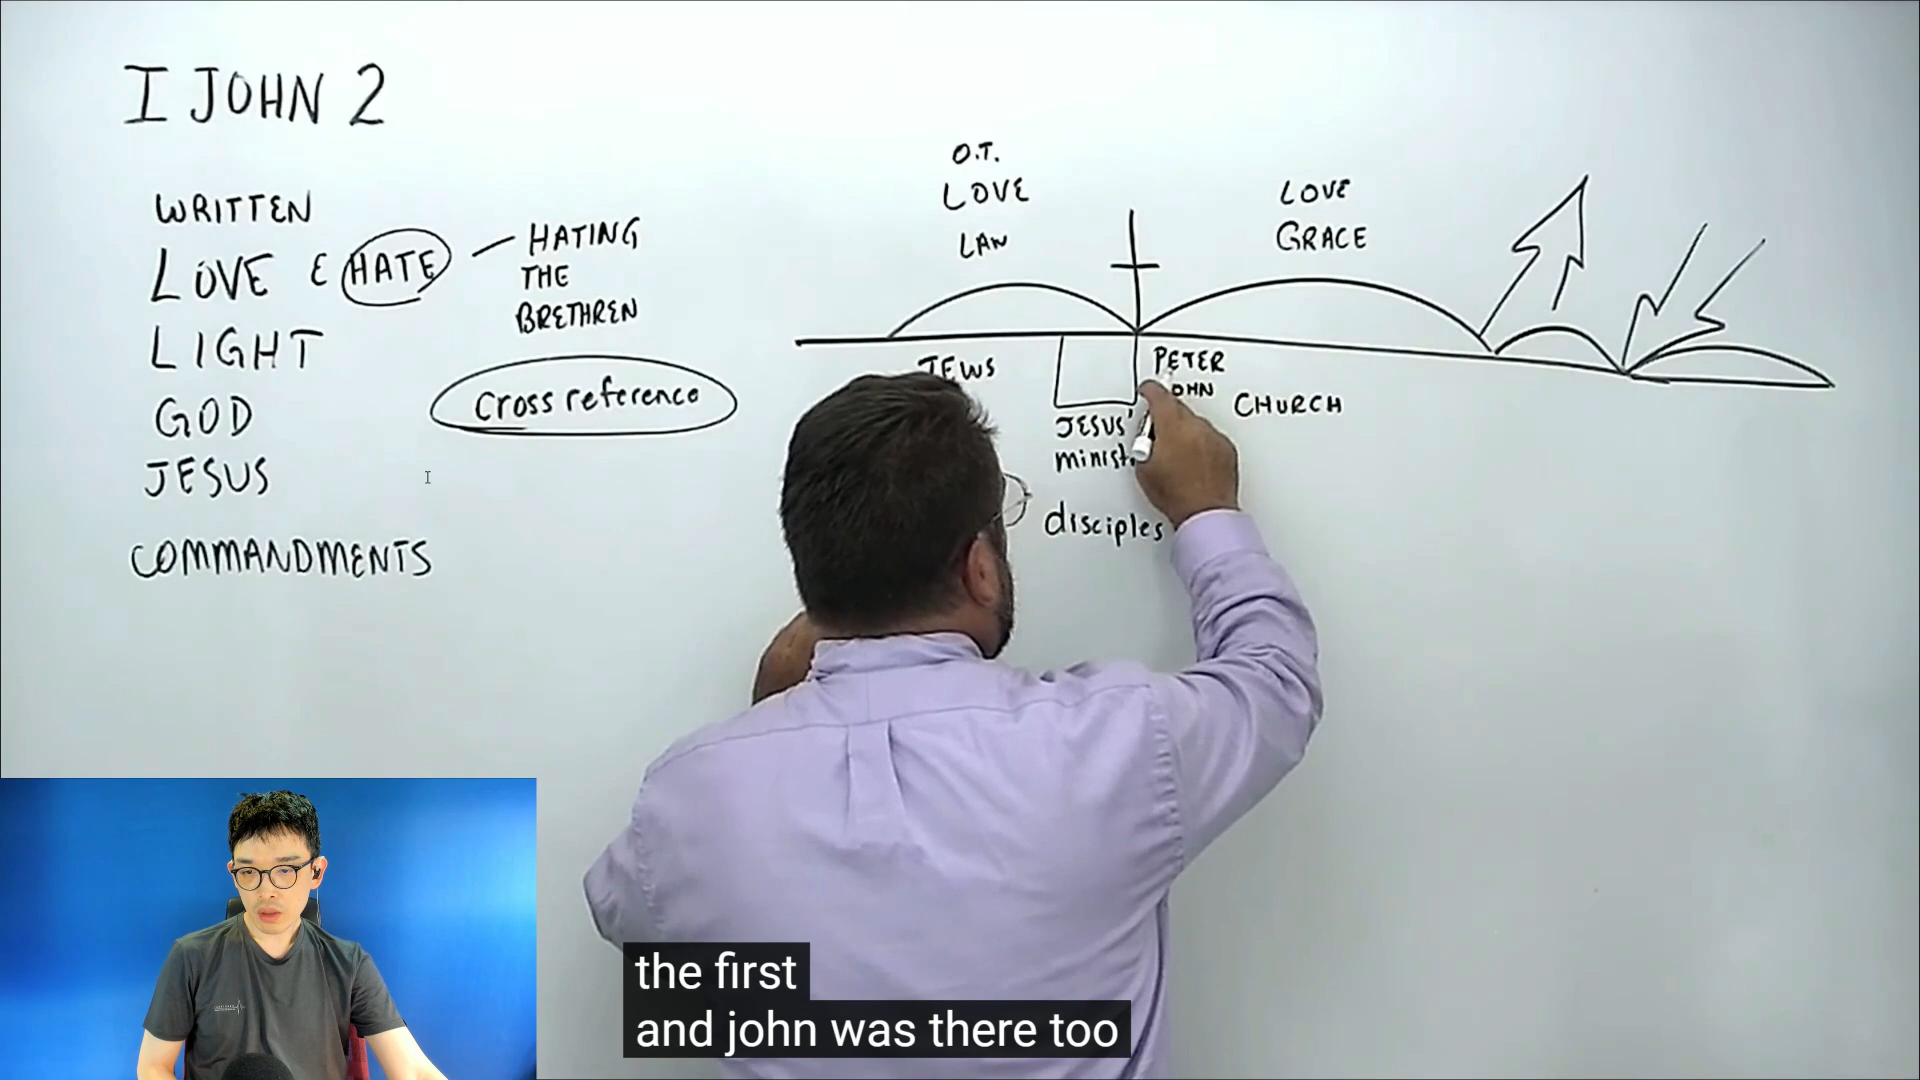 I JOHN 2
WRITTEN
LOVE & HATE
HATING
THE
BRETHREN
LIGHT
GOD
Cross reference
JESUS
COMMANDMENTS
O.T.
LOVE
LAW
LOVE
GRACE
JEWS
PETER
CHURCH
JESUS'
disciples
the first
and john was there too